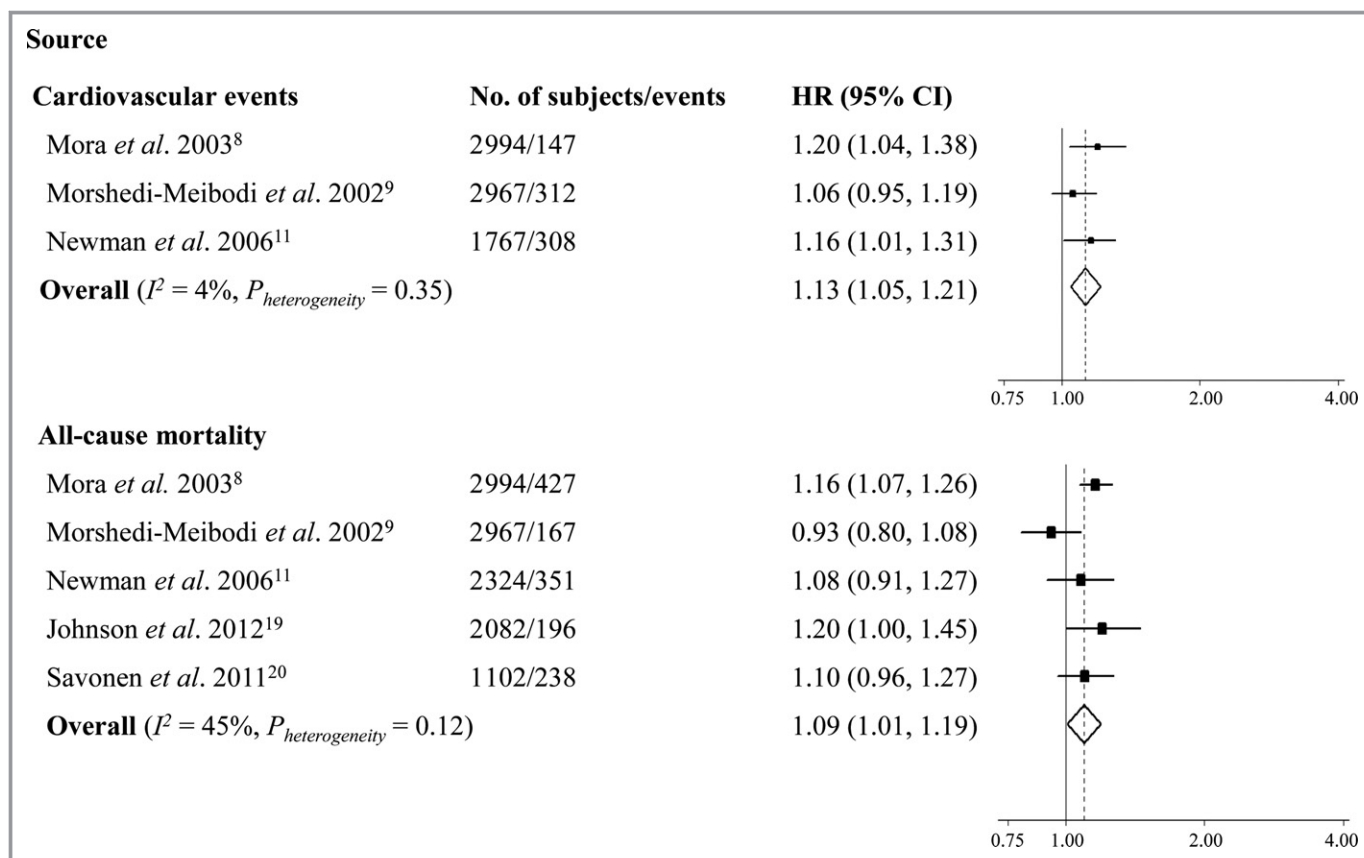 Source
Cardiovascular events No. of subjects/events HR (95% CI)
Mora et al. 2003⁸ 2994/147 1.20 (1.04, 1.38)
Morshedi-Meibodi et al. 2002⁹ 2967/312 1.06 (0.95, 1.19)
Newman et al. 2006¹¹ 1767/308 1.16 (1.01, 1.31)
Overall (I² = 4%, P_heterogeneity = 0.35) 1.13 (1.05, 1.21)
0.75 1.00 2.00 4.00
All-cause mortality
Mora et al. 2003⁸ 2994/427 1.16 (1.07, 1.26)
Morshedi-Meibodi et al. 2002⁹ 2967/167 0.93 (0.80, 1.08)
Newman et al. 2006¹¹ 2324/351 1.08 (0.91, 1.27)
Johnson et al. 2012¹⁹ 2082/196 1.20 (1.00, 1.45)
Savonen et al. 2011²⁰ 1102/238 1.10 (0.96, 1.27)
Overall (I² = 45%, P_heterogeneity = 0.12) 1.09 (1.01, 1.19)
0.75 1.00 2.00 4.00